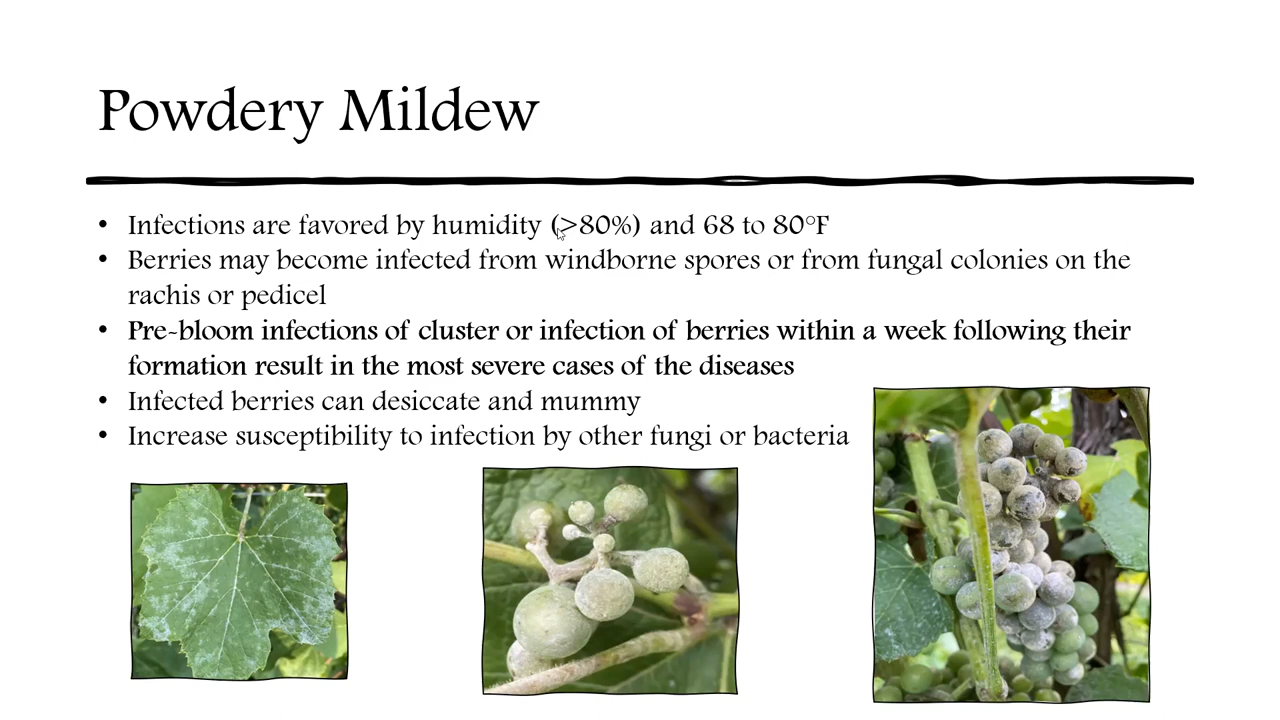 Powdery Mildew
• Infections are favored by humidity (>80%) and 68 to 80°F
• Berries may become infected from windborne spores or from fungal colonies on the
rachis or pedicel
• Pre-bloom infections of cluster or infection of berries within a week following their
formation result in the most severe cases of the diseases
• Infected berries can desiccate and mummy
• Increase susceptibility to infection by other fungi or bacteria